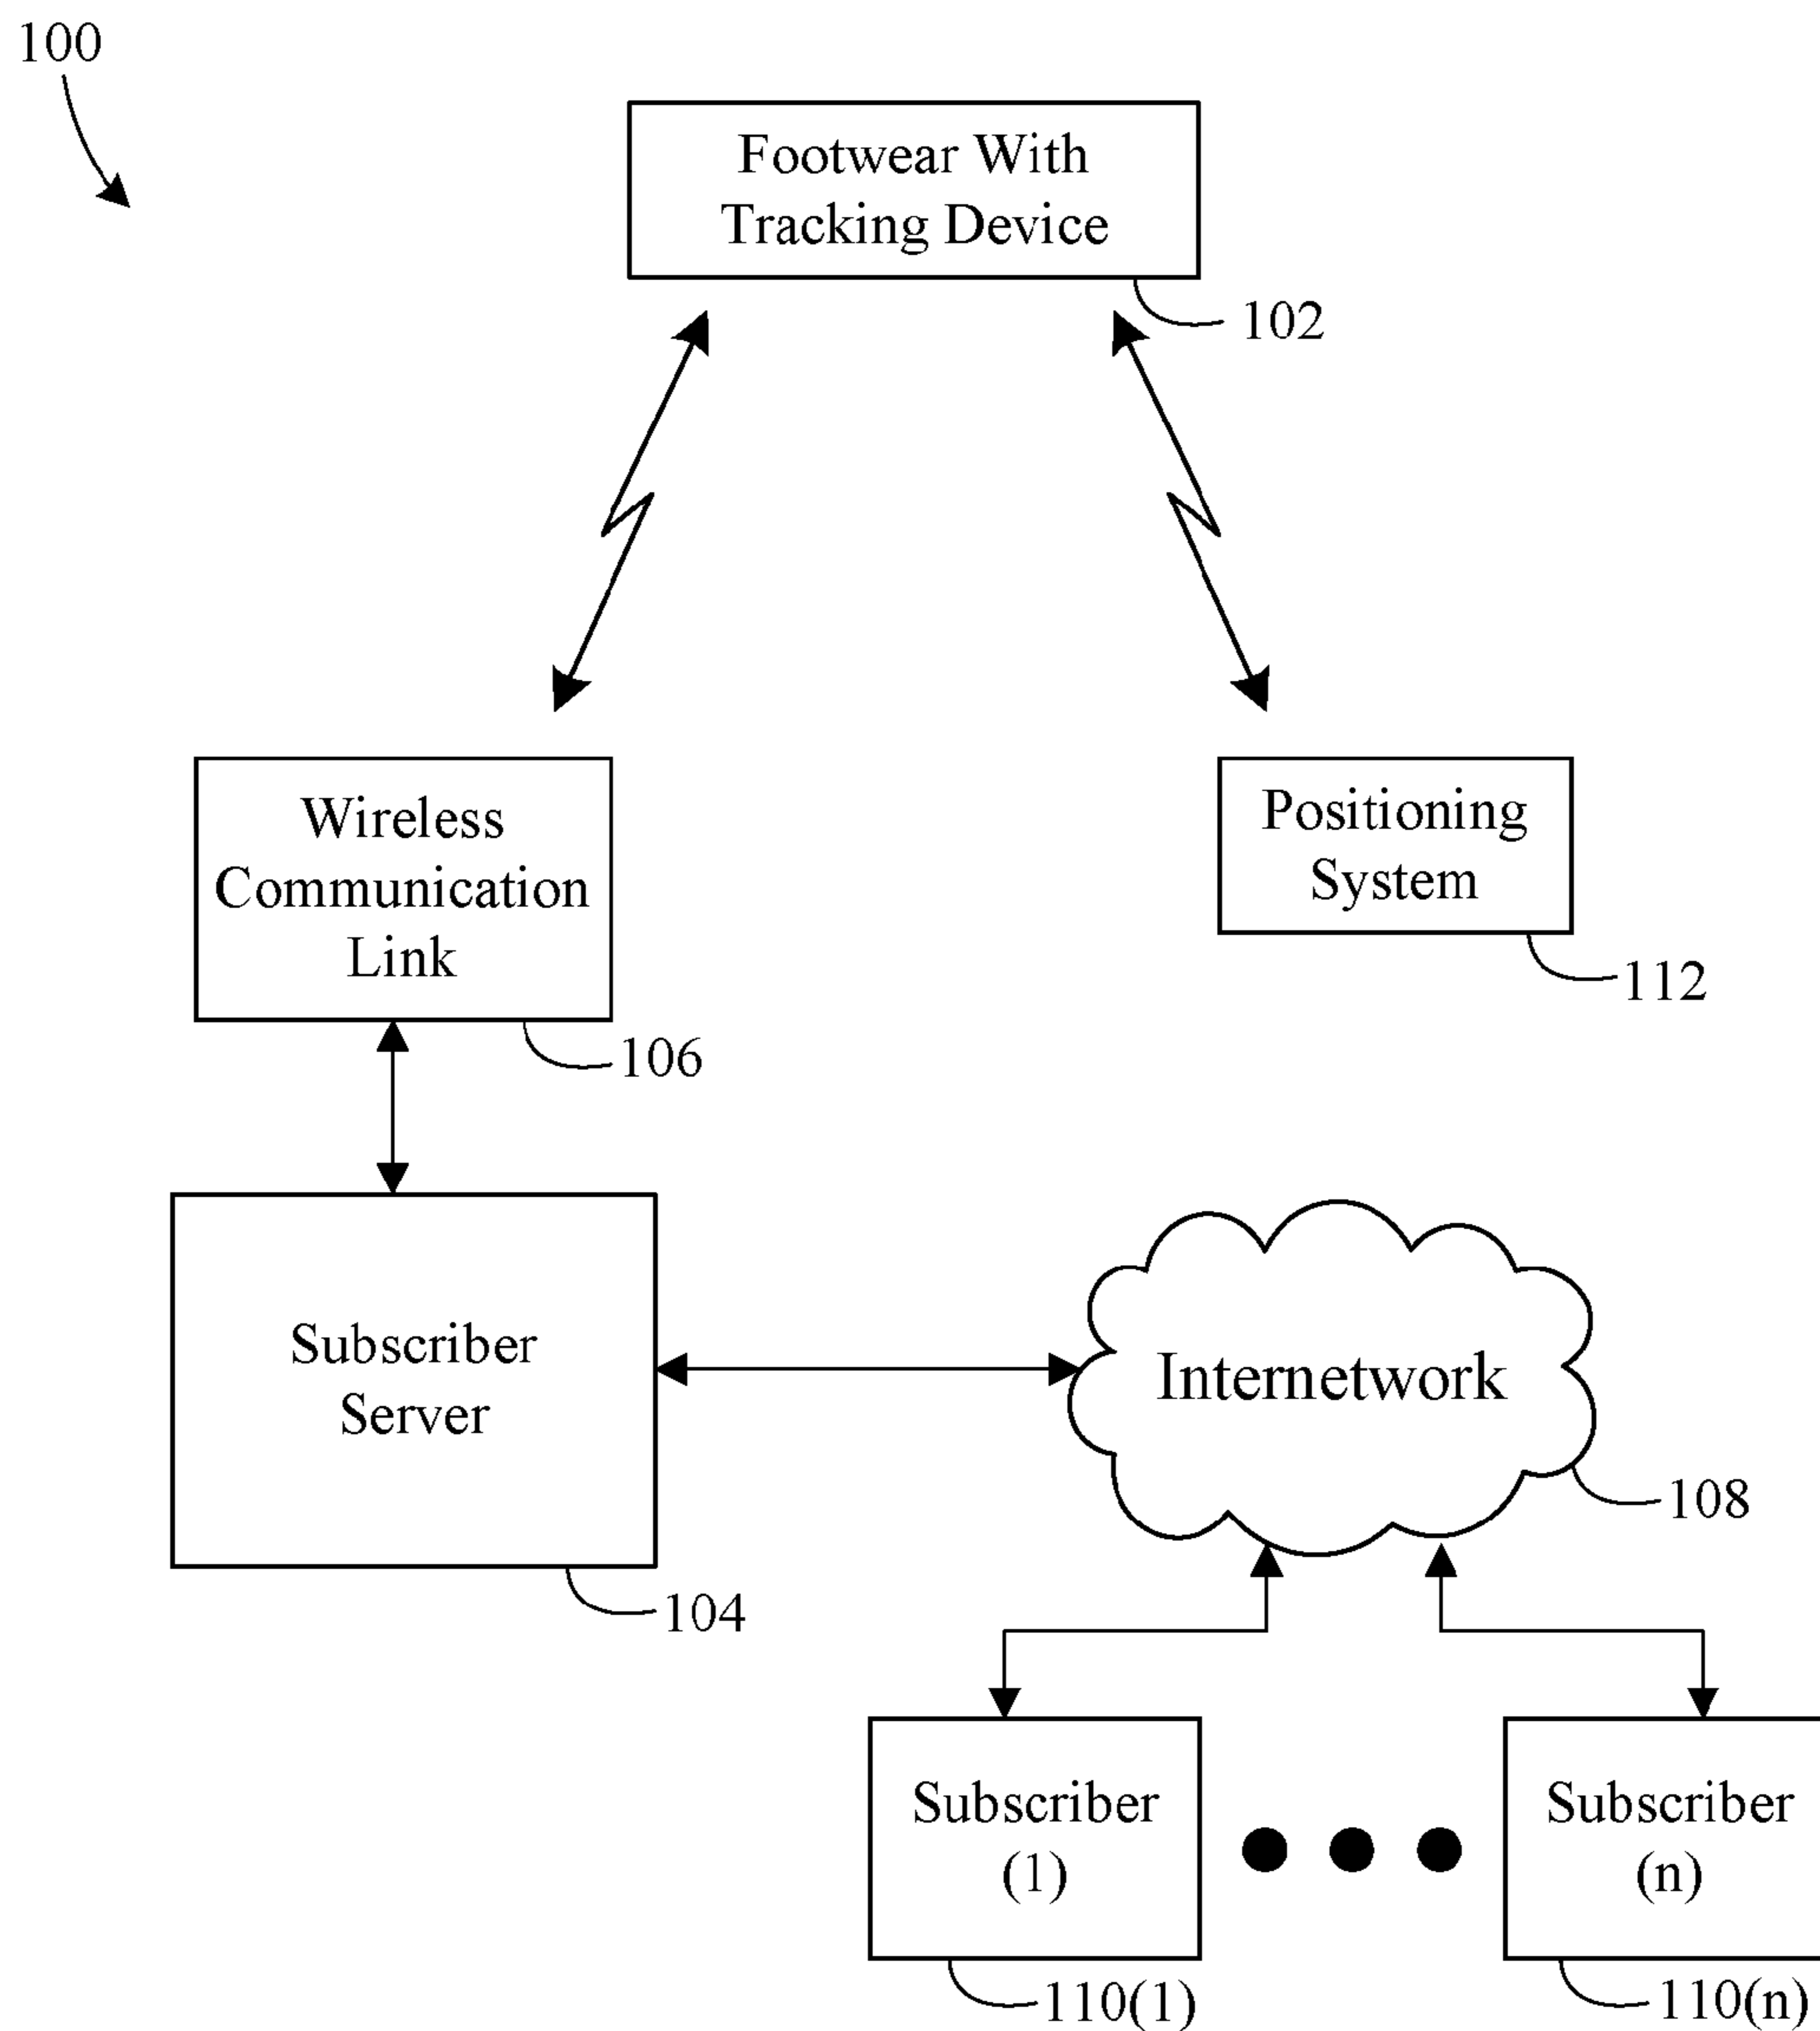 100
Footwear With
Tracking Device
102
Wireless
Communication
Link
106
Positioning
System
112
Subscriber
Server
104
Internetwork
108
Subscriber
(1)
110(1)
Subscriber
(n)
110(n)